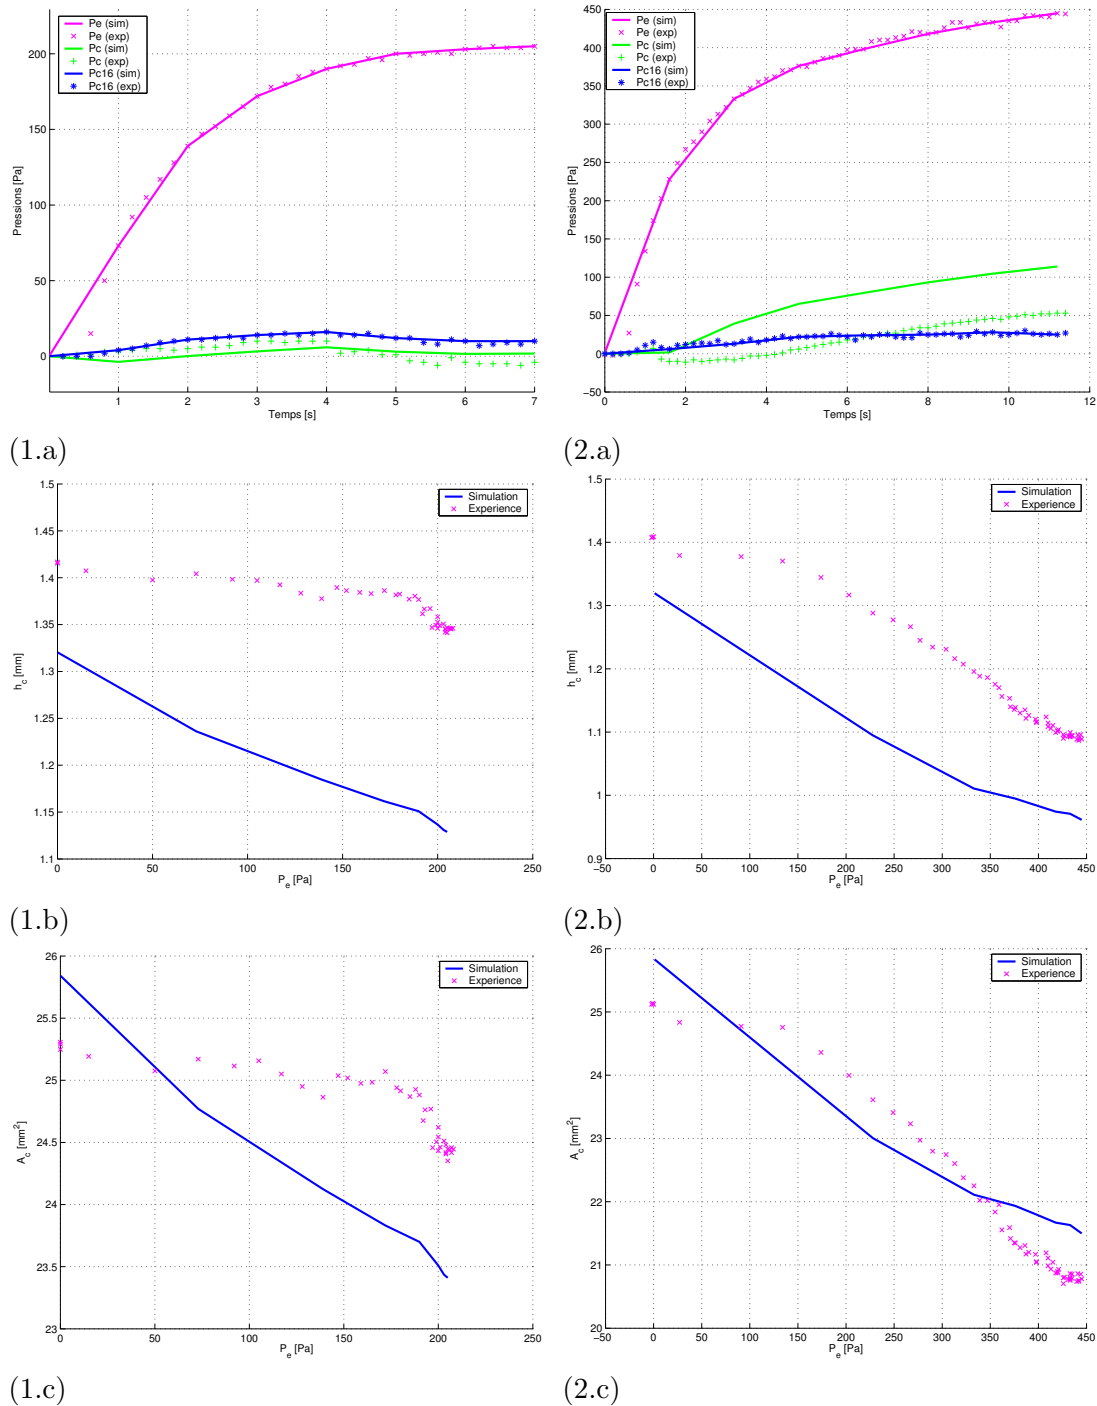 Pe (sim)
Pe (exp)
Pc (sim)
Pc (exp)
Pc16 (sim)
Pc16 (exp)
200
150
100
50
0
Pressions [Pa]
1 2 3 4 5 6 7
Temps [s]
(1.a)
Pe (sim)
Pe (exp)
Pc (sim)
Pc (exp)
Pc16 (sim)
Pc16 (exp)
450
400
350
300
250
200
150
100
50
0
−50
Pressions [Pa]
0 2 4 6 8 10 12
Temps [s]
(2.a)
Simulation
Experience
1.5
1.45
1.4
1.35
1.3
1.25
1.2
1.15
1.1
h_c [mm]
0 50 100 150 200 250
P_e [Pa]
(1.b)
Simulation
Experience
1.5
1.4
1.3
1.2
1.1
1
0.9
h_c [mm]
−50 0 50 100 150 200 250 300 350 400 450
P_e [Pa]
(2.b)
Simulation
Experience
26
25.5
25
24.5
24
23.5
23
A_c [mm²]
0 50 100 150 200 250
P_e [Pa]
(1.c)
Simulation
Experience
26
25
24
23
22
21
20
A_c [mm²]
−50 0 50 100 150 200 250 300 350 400 450
P_e [Pa]
(2.c)